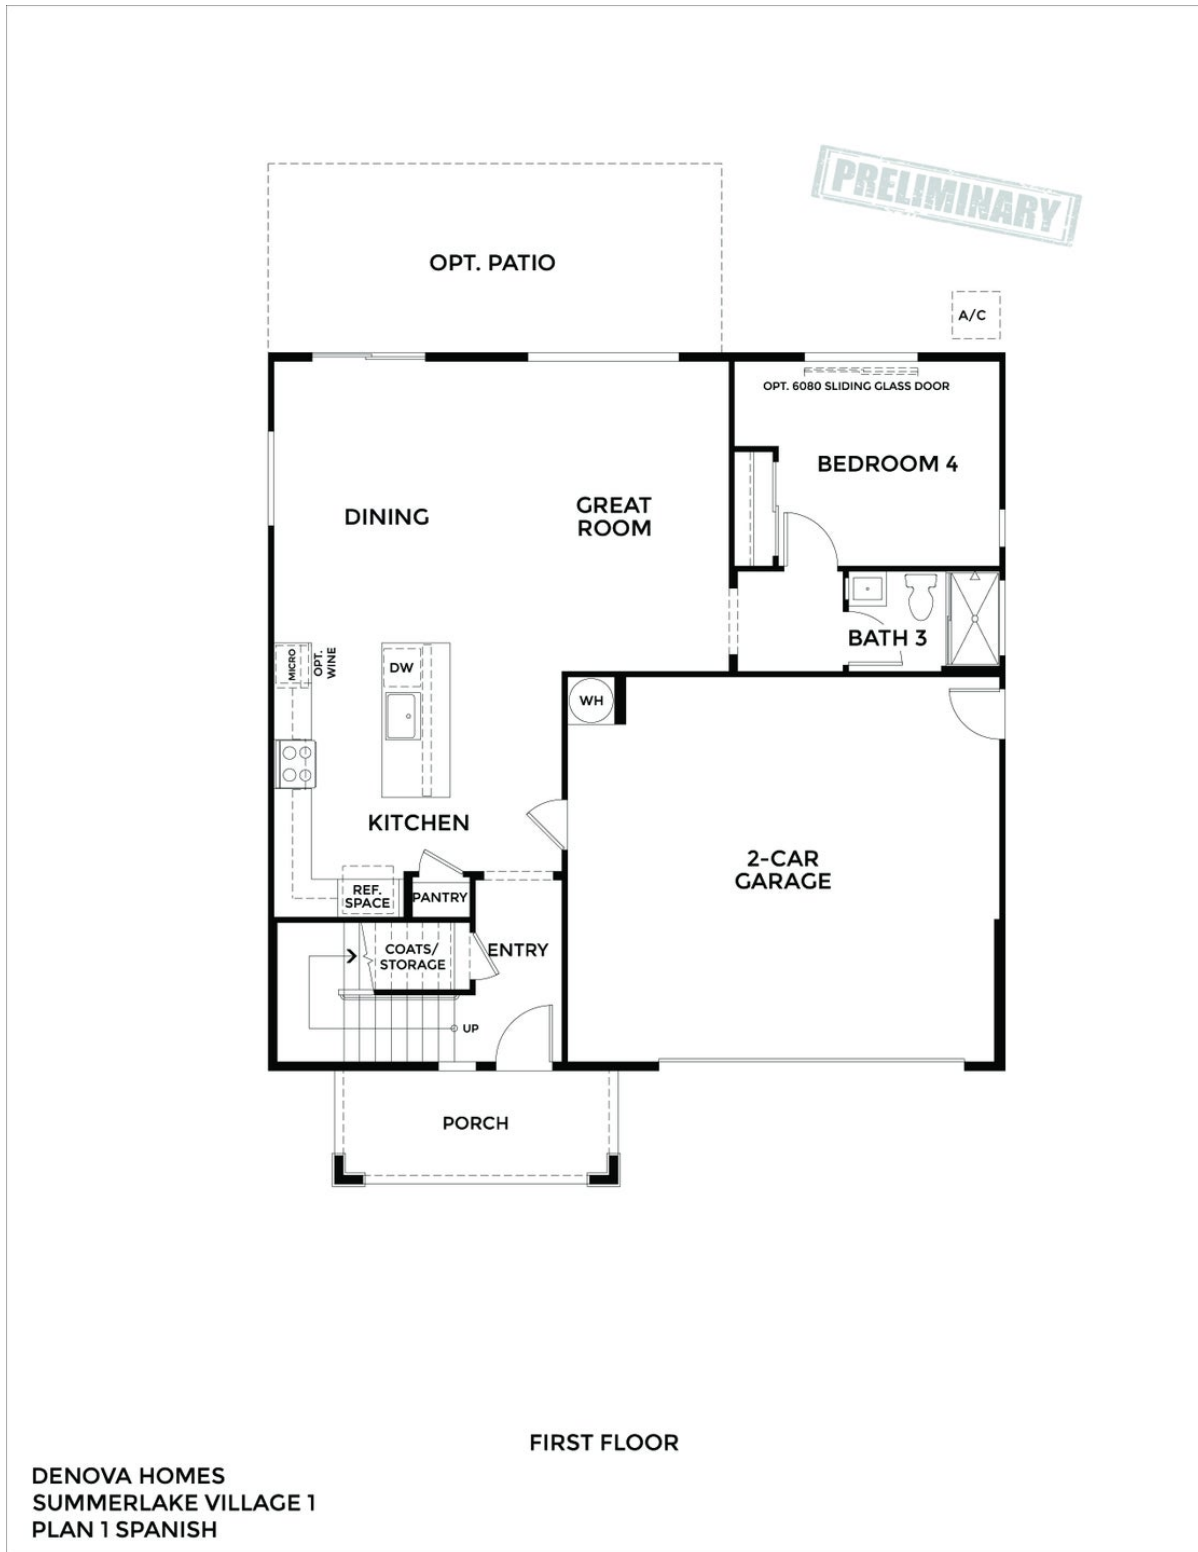 PRELIMINARY
OPT. PATIO
A/C
OPT. 6080 SLIDING GLASS DOOR
BEDROOM 4
DINING
GREAT
ROOM
BATH 3
MICRO
OPT.
WINE
DW
WH
KITCHEN
2-CAR
GARAGE
REF.
SPACE
PANTRY
COATS/
STORAGE
ENTRY
UP
PORCH
FIRST FLOOR
DENOVA HOMES
SUMMERLAKE VILLAGE 1
PLAN 1 SPANISH